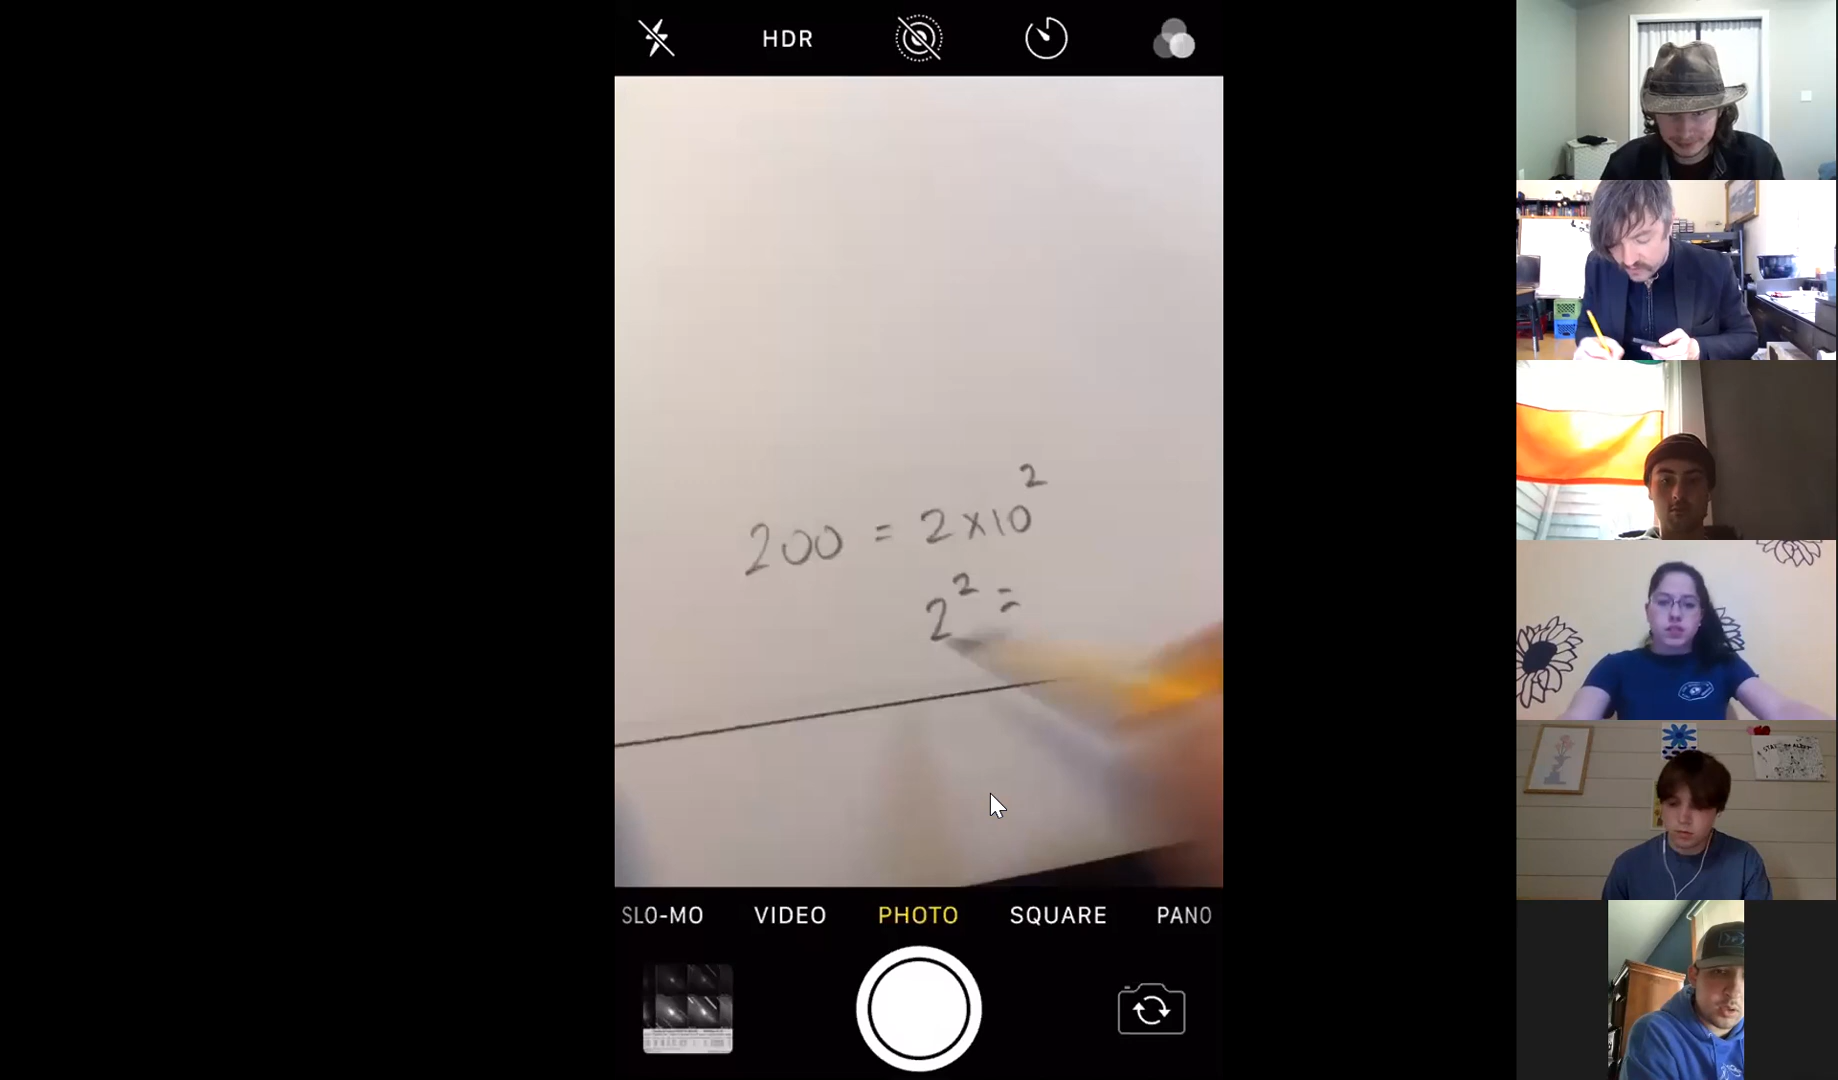 HDR
200 = 2x10²
2² =
SLO-MO VIDEO PHOTO SQUARE PANO